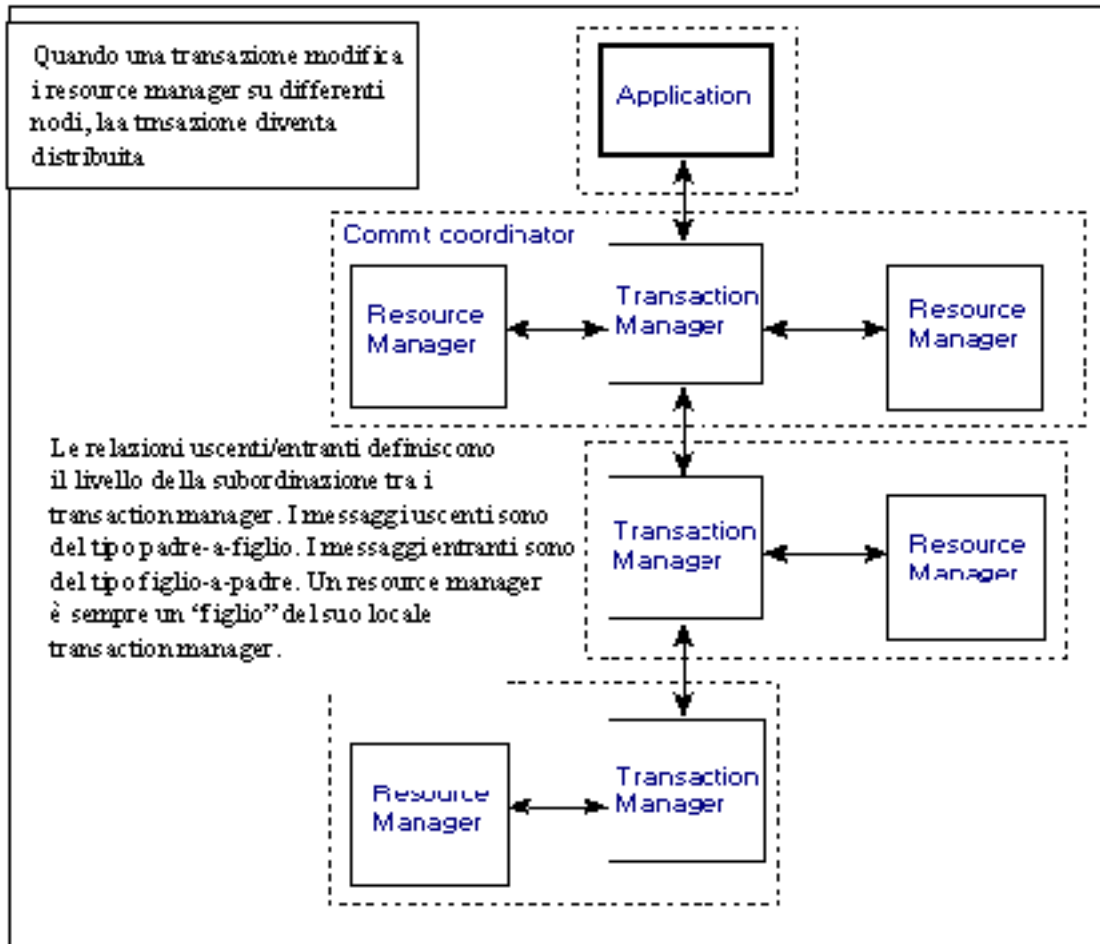 Quando una transazione modifica
i resource manager su differenti
nodi, laa trnsazione diventa
distribuita
Application
Commt coordinator
Resource
Manager
Transaction
Manager
Resource
Manager
Le relazioni uscenti/entranti definiscono
il livello della subordinazione tra i
transaction manager. I messaggi uscenti sono
del tipo padre-a-figlio. I messaggi entranti sono
del tipo figlio-a-padre. Un resource manager
è sempre un "figlio" del suo locale
transaction manager.
Transaction
Manager
Resource
Manager
Resource
Manager
Transaction
Manager